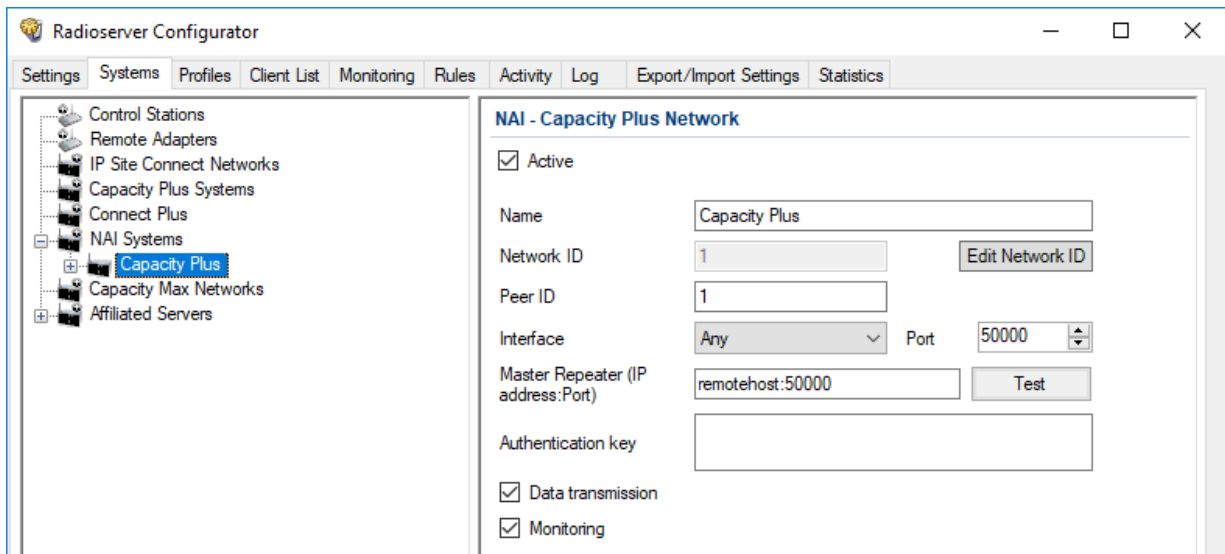 Radioserver Configurator
Settings Systems Profiles Client List Monitoring Rules Activity Log Export/Import Settings Statistics
Control Stations
Remote Adapters
IP Site Connect Networks
Capacity Plus Systems
Connect Plus
NAI Systems
Capacity Plus
Capacity Max Networks
Affiliated Servers
NAI - Capacity Plus Network
Active
Name Capacity Plus
Network ID 1 Edit Network ID
Peer ID 1
Interface Any Port 50000
Master Repeater (IP
address:Port) remotehost:50000 Test
Authentication key
Data transmission
Monitoring